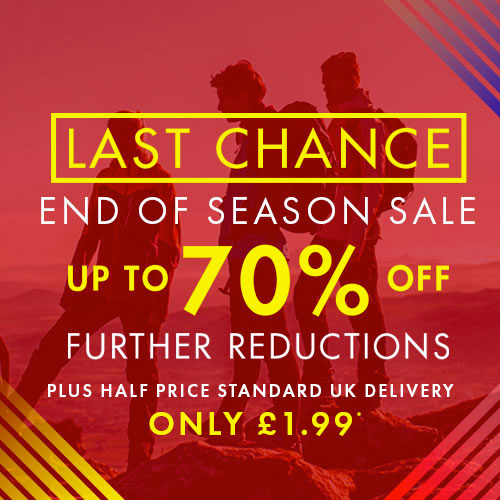 LAST CHANCE
END OF SEASON SALE
UP TO 70% OFF
FURTHER REDUCTIONS
PLUS HALF PRICE STANDARD UK DELIVERY
ONLY £1.99*